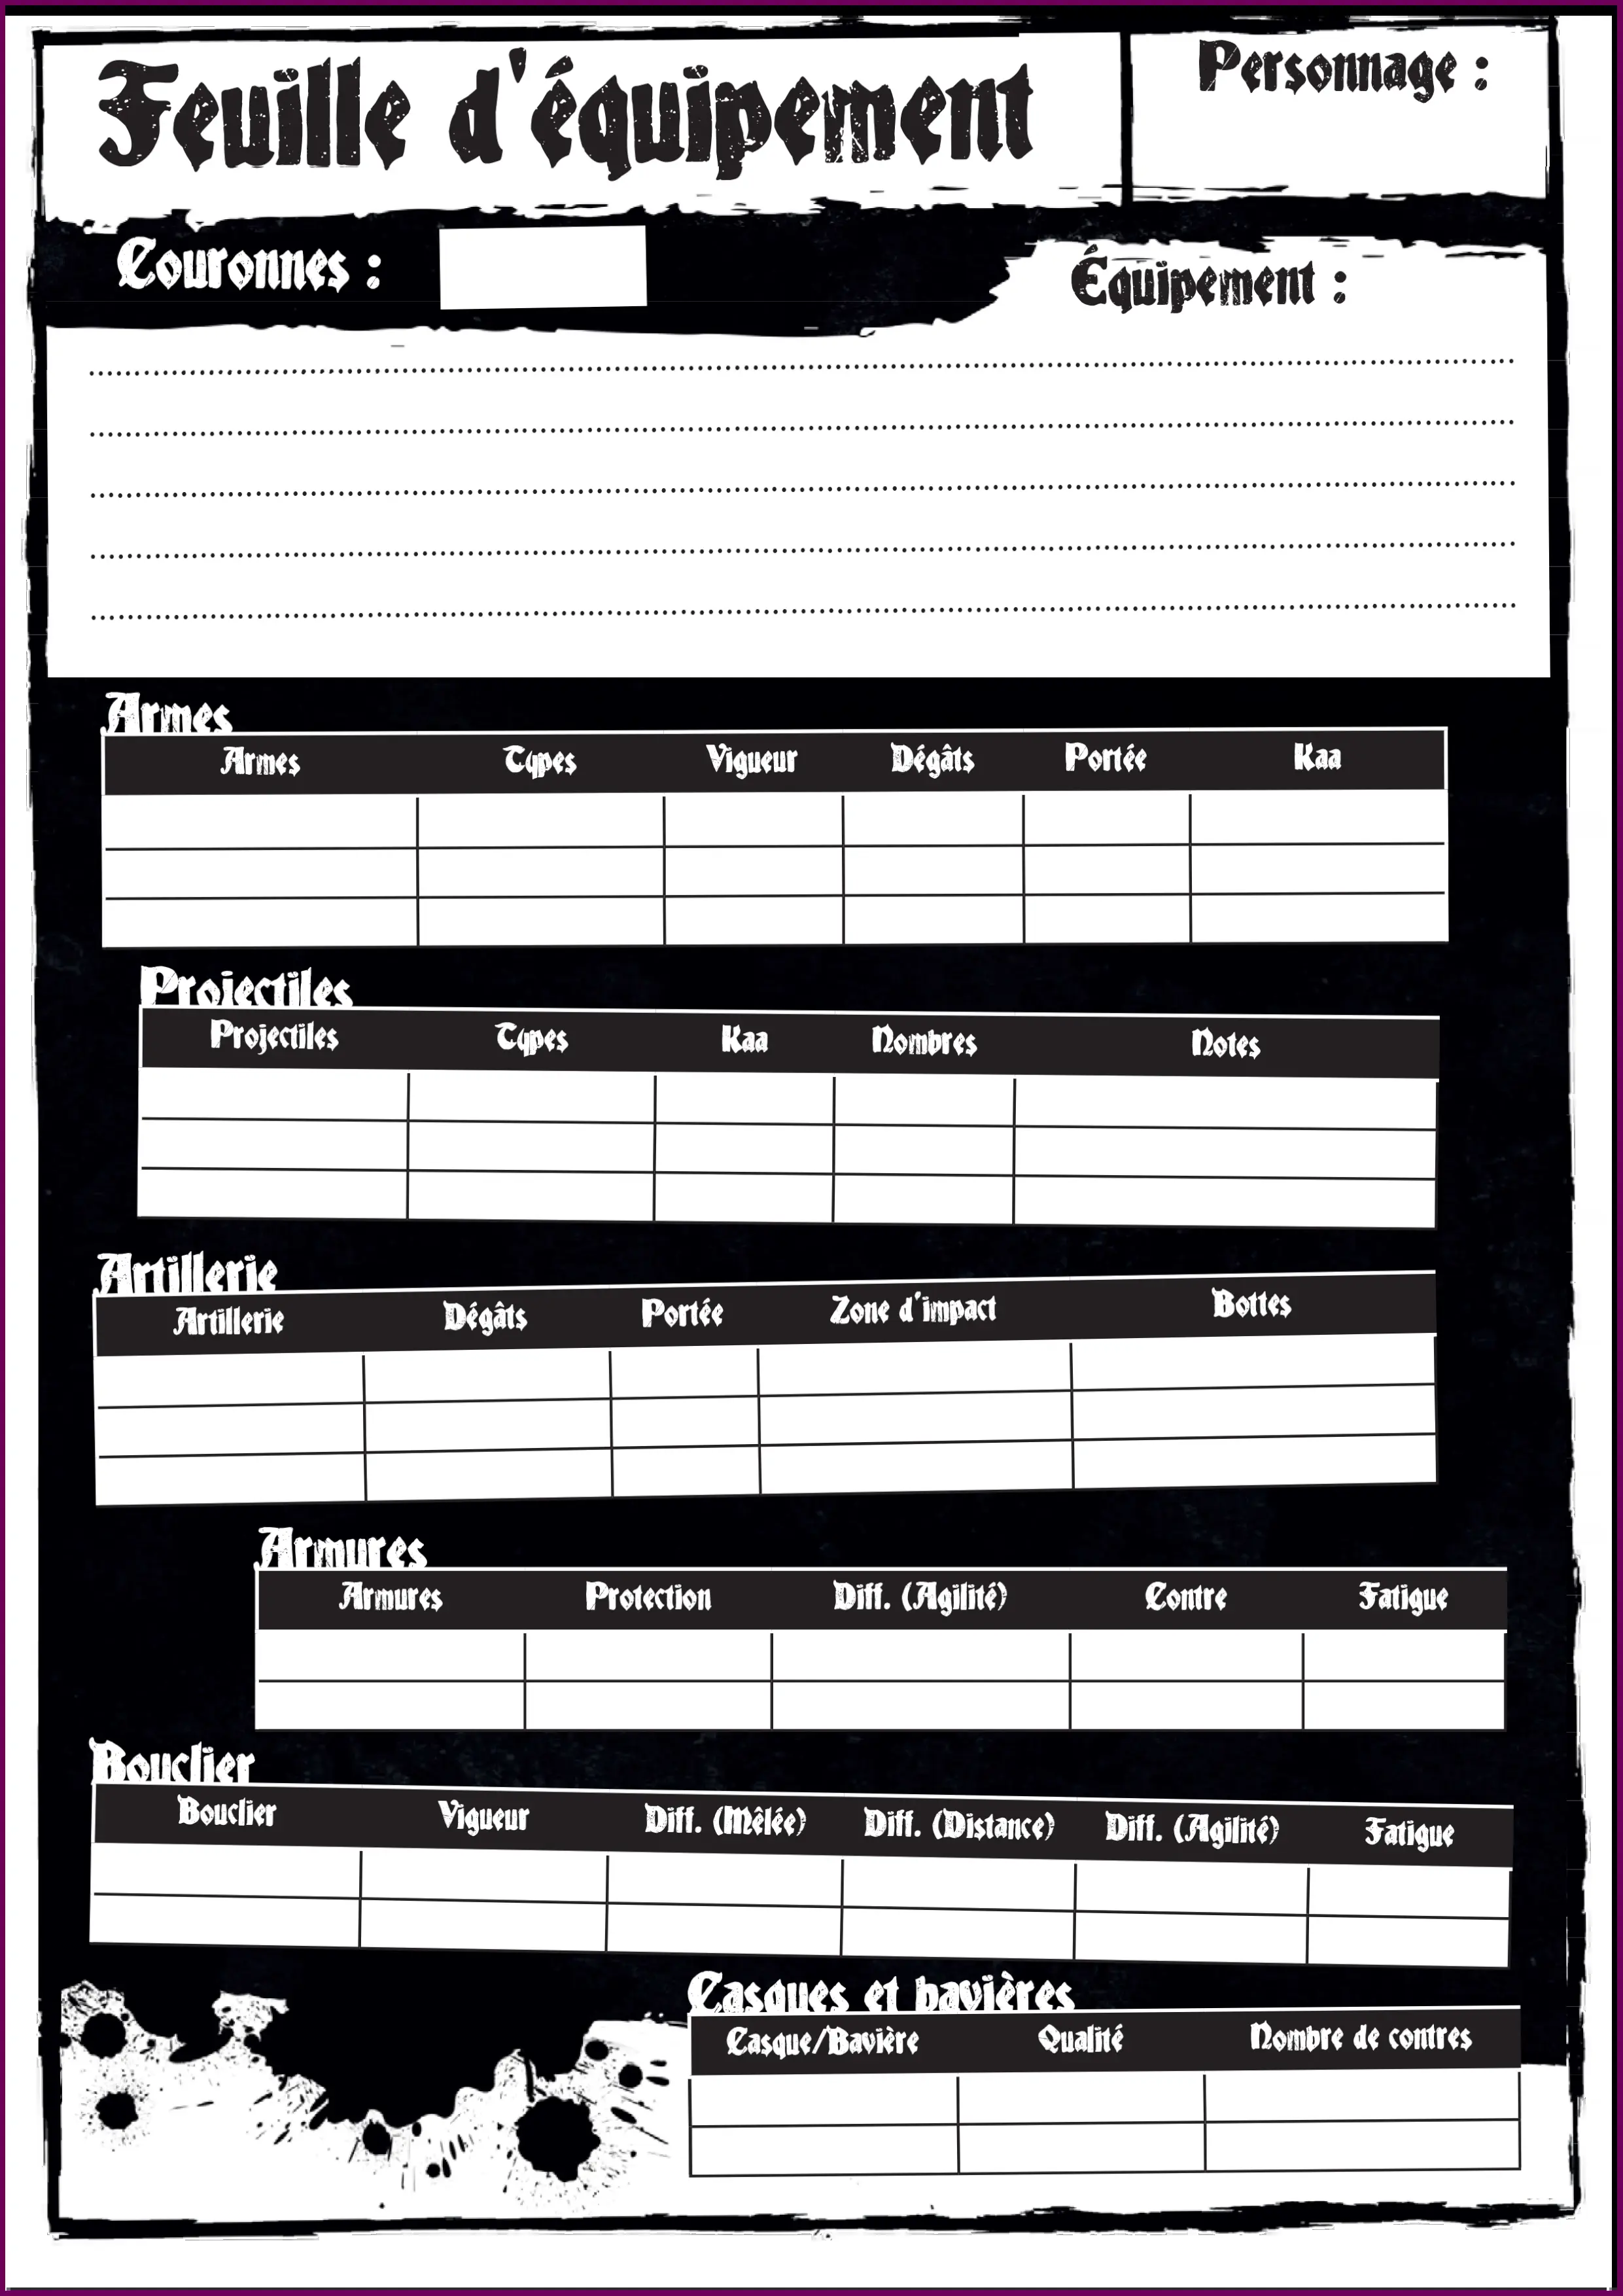 Feuille d'équipement
Personnage :
Couronnes :
Équipement :
Armes
Armes Types Vigueur Dégâts Portée Kaa
Projectiles
Projectiles Types Kaa Nombres Notes
Artillerie
Artillerie Dégâts Portée Zone d'impact Bottes
Armures
Armures Protection Diff. (Agilité) Contre Fatigue
Bouclier
Bouclier Vigueur Diff. (Mêlée) Diff. (Distance) Diff. (Agilité) Fatigue
Casques et bavières
Casque/Bavière Qualité Nombre de contres